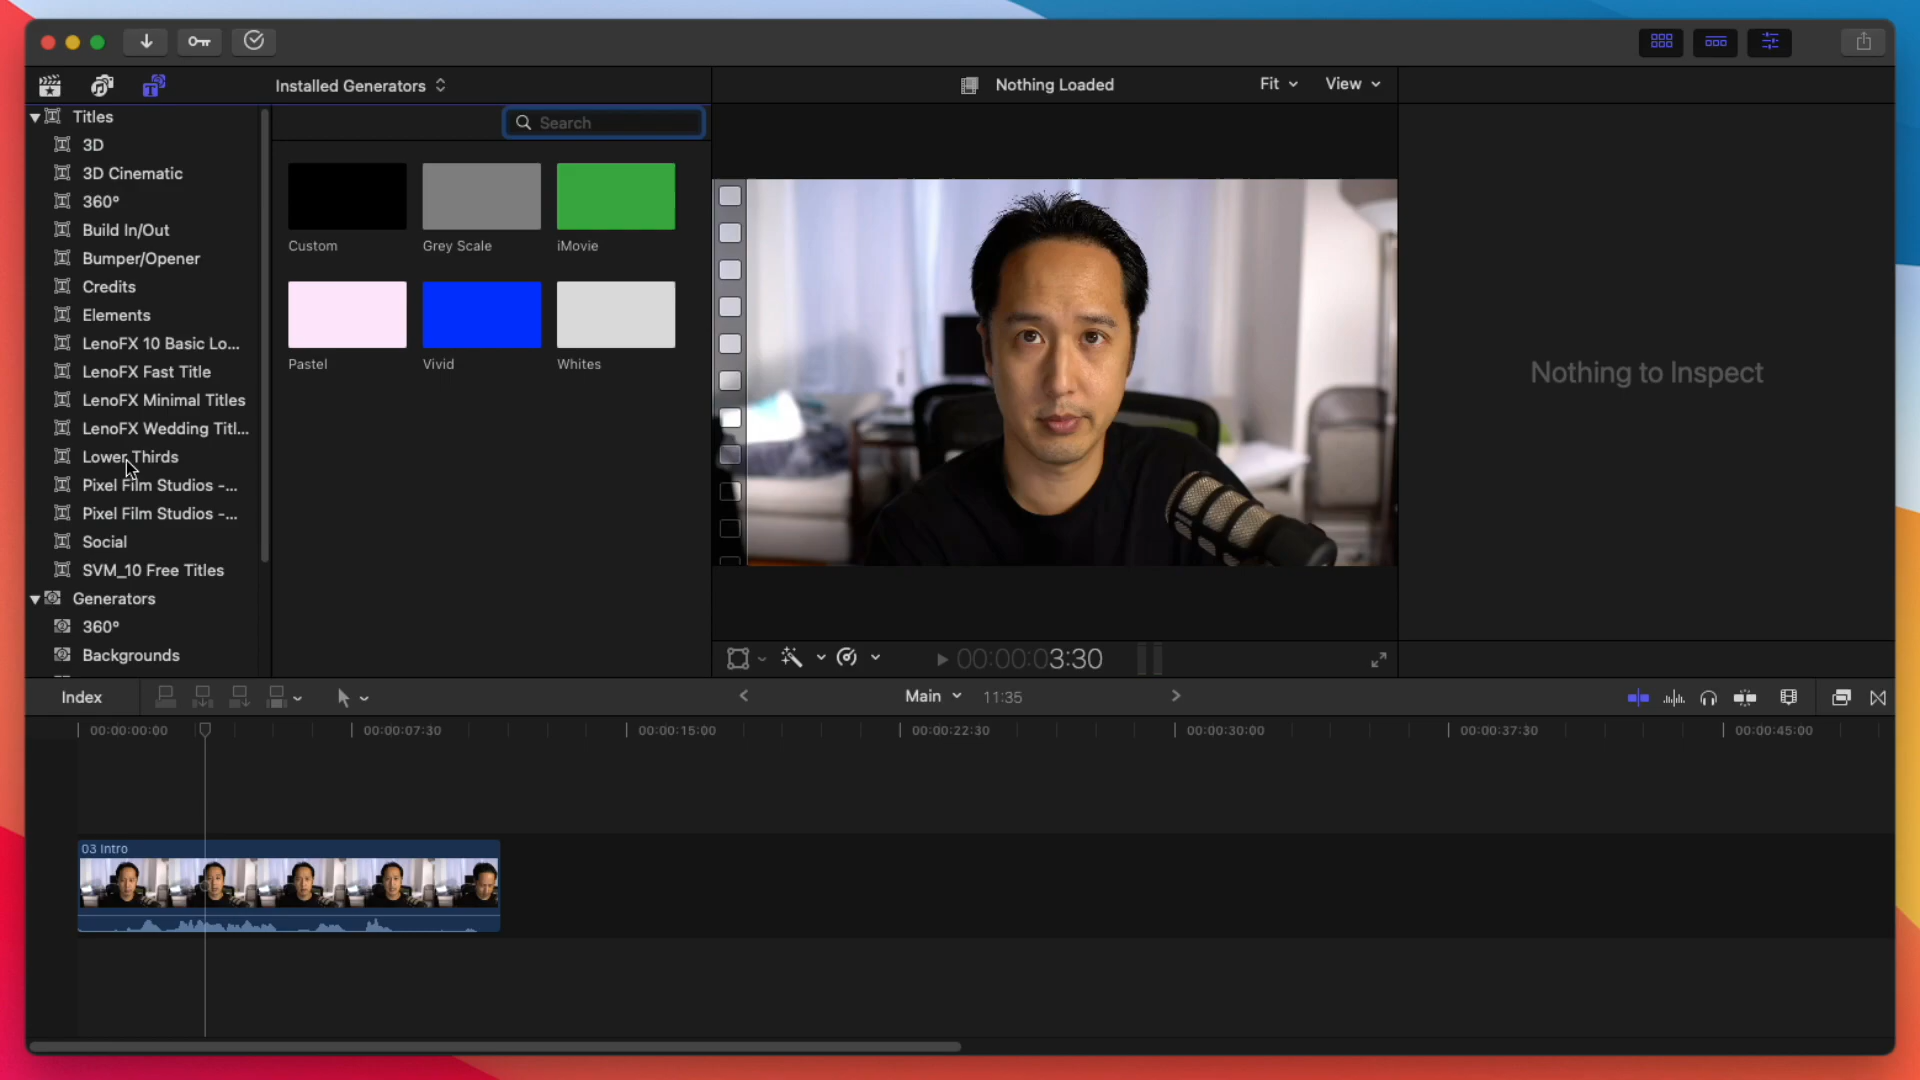 Installed Generators
Nothing Loaded
Fit
View
Titles
3D
3D Cinematic
360°
Build In/Out
Bumper/Opener
Credits
Elements
LenoFX 10 Basic Lo...
LenoFX Fast Title
LenoFX Minimal Titles
LenoFX Wedding Titl...
Lower Thirds
Pixel Film Studios -...
Pixel Film Studios -...
Social
SVM_10 Free Titles
Generators
360°
Backgrounds
Search
Custom
Grey Scale
iMovie
Pastel
Vivid
Whites
Nothing to Inspect
00:00:03:30
Index
Main
11:35
00:00:00:00
00:00:07:30
00:00:15:00
00:00:22:30
00:00:30:00
00:00:37:30
00:00:45:00
03 Intro